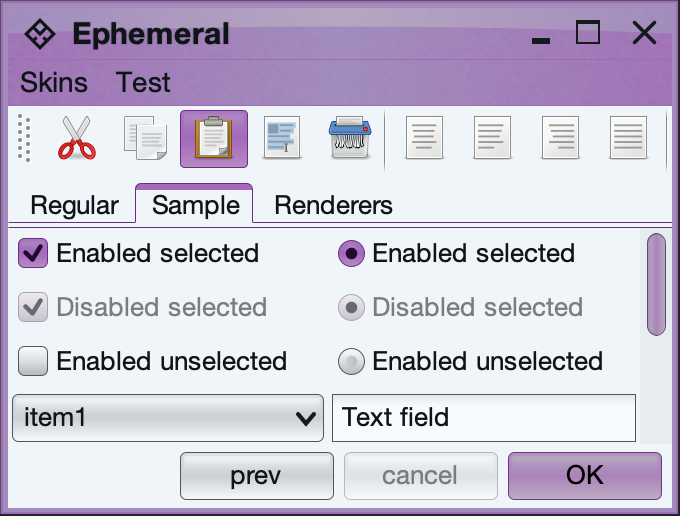 Ephemeral
Skins Test
Regular Sample Renderers
Enabled selected Enabled selected
Disabled selected Disabled selected
Enabled unselected Enabled unselected
item1 Text field
prev cancel OK